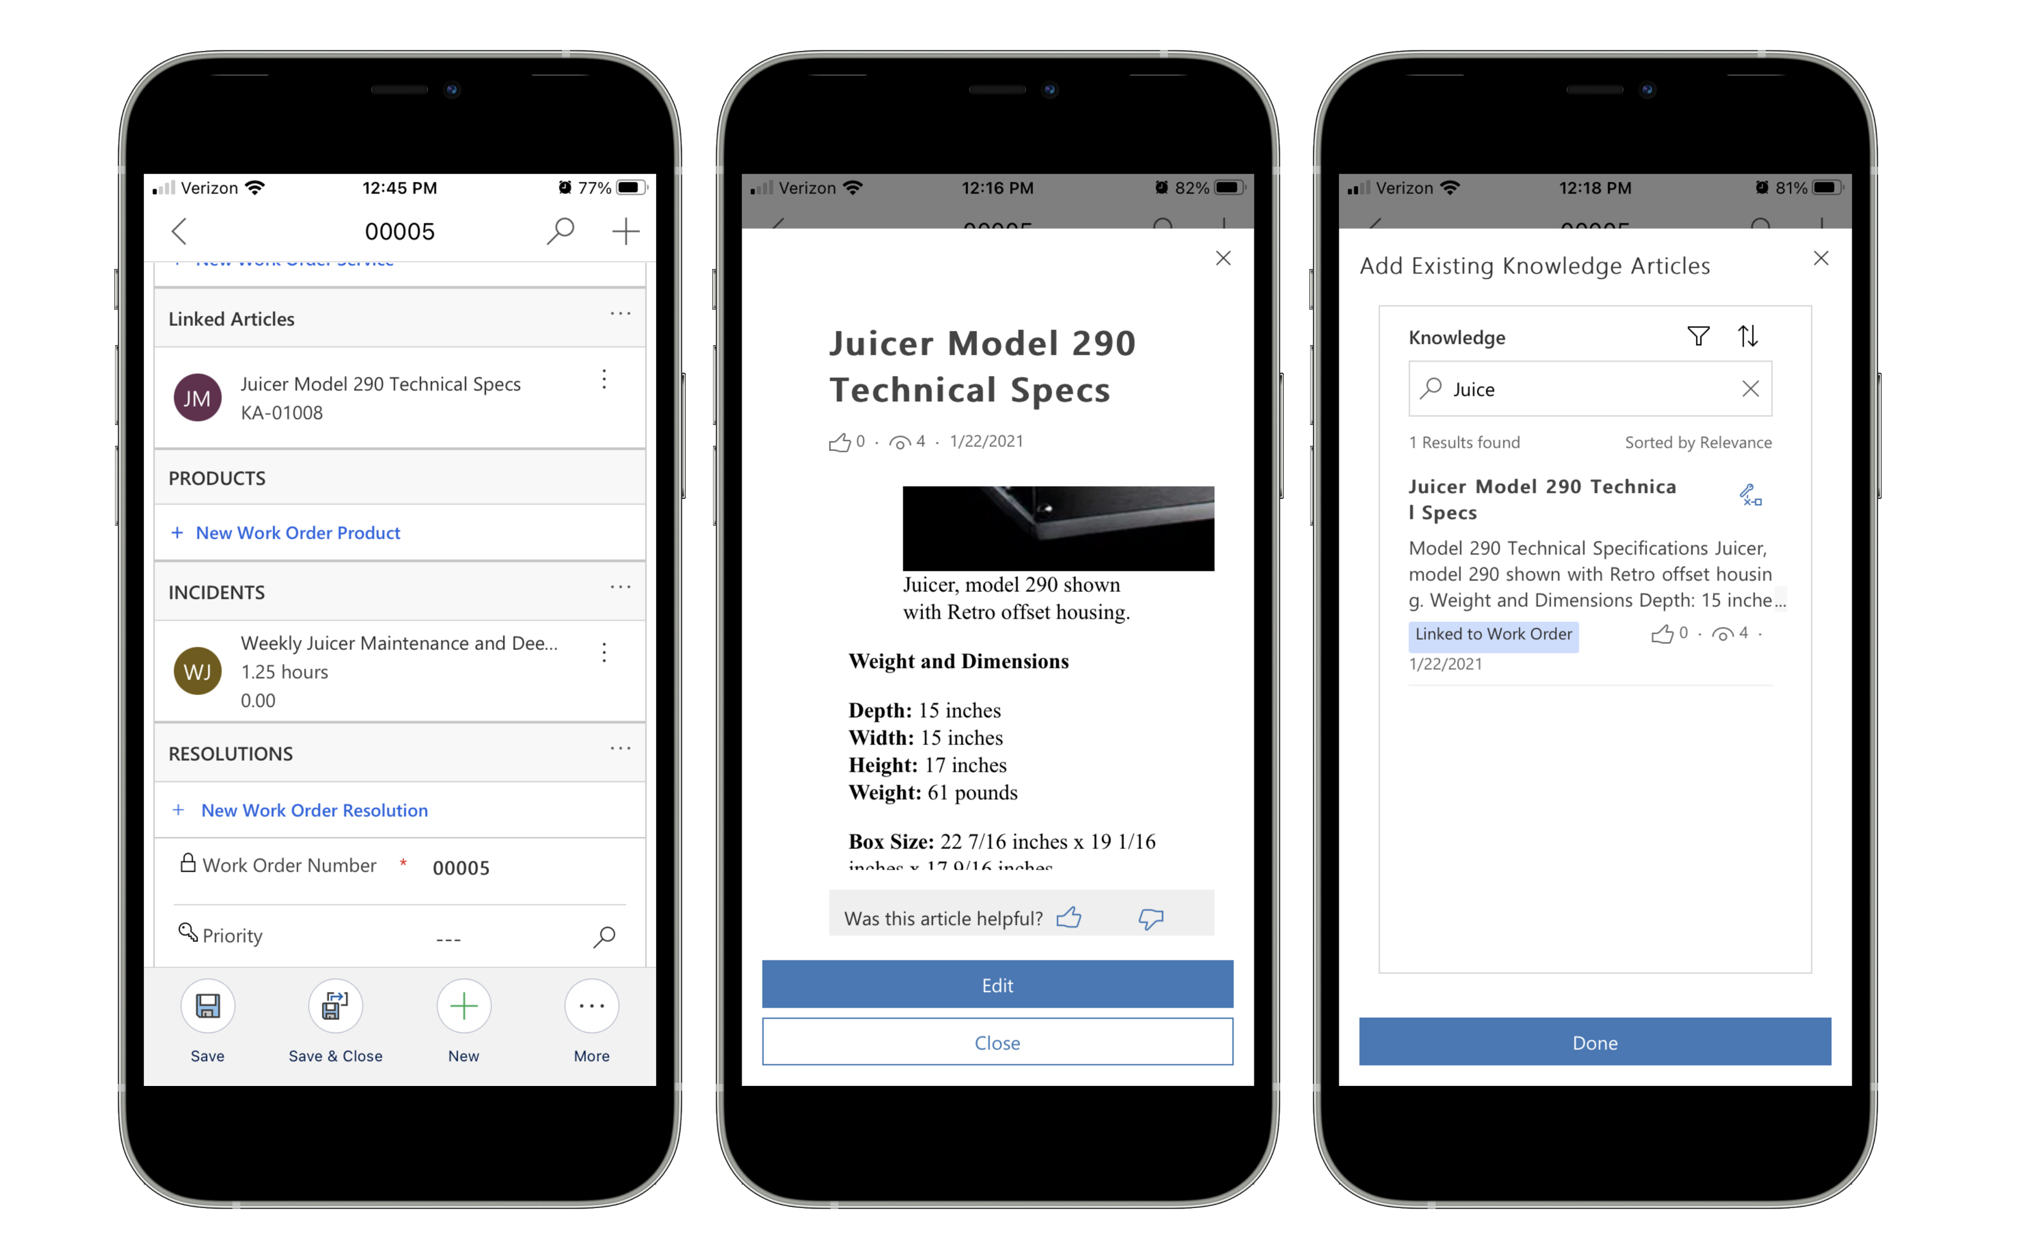 Verizon
12:45 PM
77%
00005
+ New Work Order Service
Linked Articles
...
JM
Juicer Model 290 Technical Specs
KA-01008
PRODUCTS
+ New Work Order Product
INCIDENTS
...
WJ
Weekly Juicer Maintenance and Dee...
1.25 hours
0.00
RESOLUTIONS
...
+ New Work Order Resolution
Work Order Number * 00005
Priority ---
Save
Save & Close
New
More
Verizon
12:16 PM
82%
00005
Juicer Model 290
Technical Specs
0 · 4 · 1/22/2021
Juicer, model 290 shown
with Retro offset housing.
Weight and Dimensions
Depth: 15 inches
Width: 15 inches
Height: 17 inches
Weight: 61 pounds
Box Size: 22 7/16 inches x 19 1/16
inches x 17 9/16 inches
Was this article helpful?
Edit
Close
Verizon
12:18 PM
81%
00005
Add Existing Knowledge Articles
Knowledge
Juice
1 Results found
Sorted by Relevance
Juicer Model 290 Technica
l Specs
Model 290 Technical Specifications Juicer,
model 290 shown with Retro offset housin
g. Weight and Dimensions Depth: 15 inche...
Linked to Work Order
0 · 4 ·
1/22/2021
Done